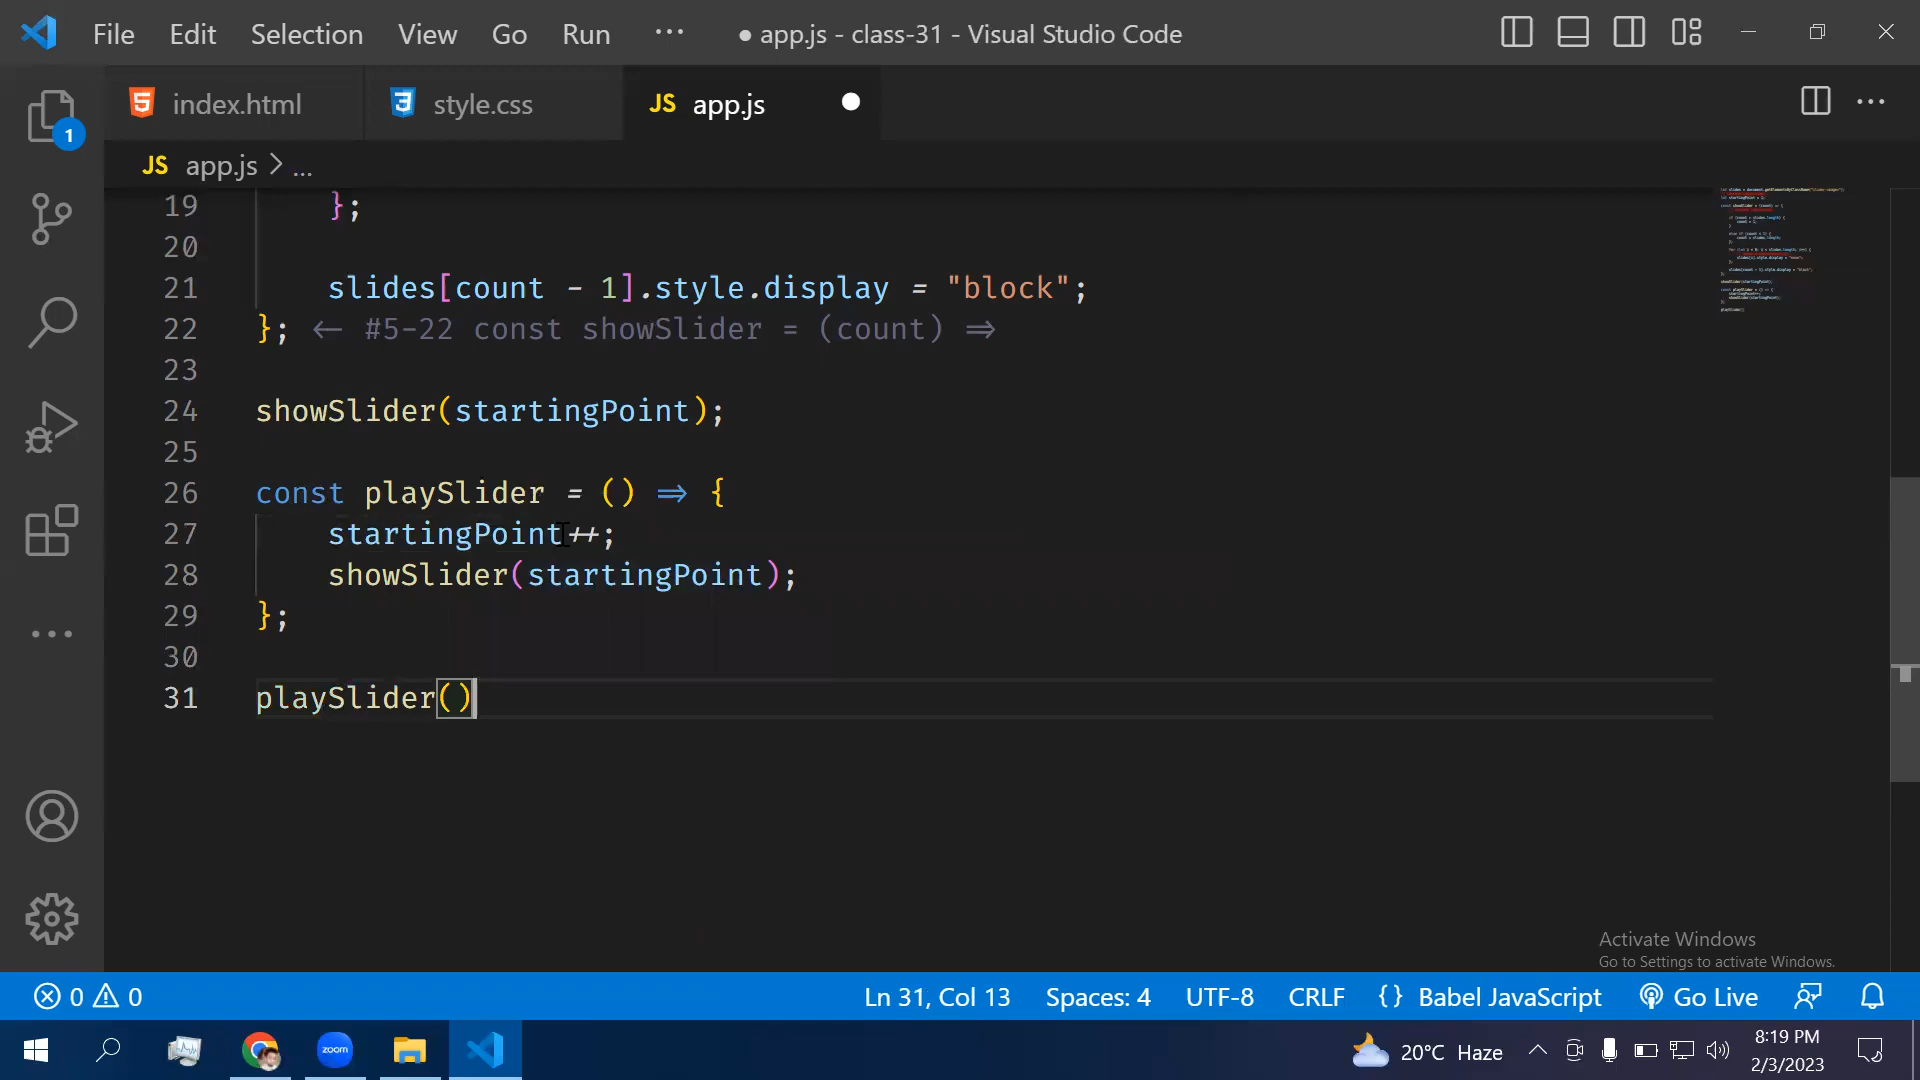 File Edit Selection View Go Run ··· ● app.js - class-31 - Visual Studio Code
index.html style.css JS app.js
1
JS app.js > ...
19 };
20
21 slides[count - 1].style.display = "block";
22 }; <- #5-22 const showSlider = (count) =>
23
24 showSlider(startingPoint);
25
26 const playSlider = () => {
27 startingPoint++;
28 showSlider(startingPoint);
29 };
30
31 playSlider()
Activate Windows
Go to Settings to activate Windows.
0 0 Ln 31, Col 13 Spaces: 4 UTF-8 CRLF {} Babel JavaScript Go Live
zoom 20°C Haze 8:19 PM
2/3/2023